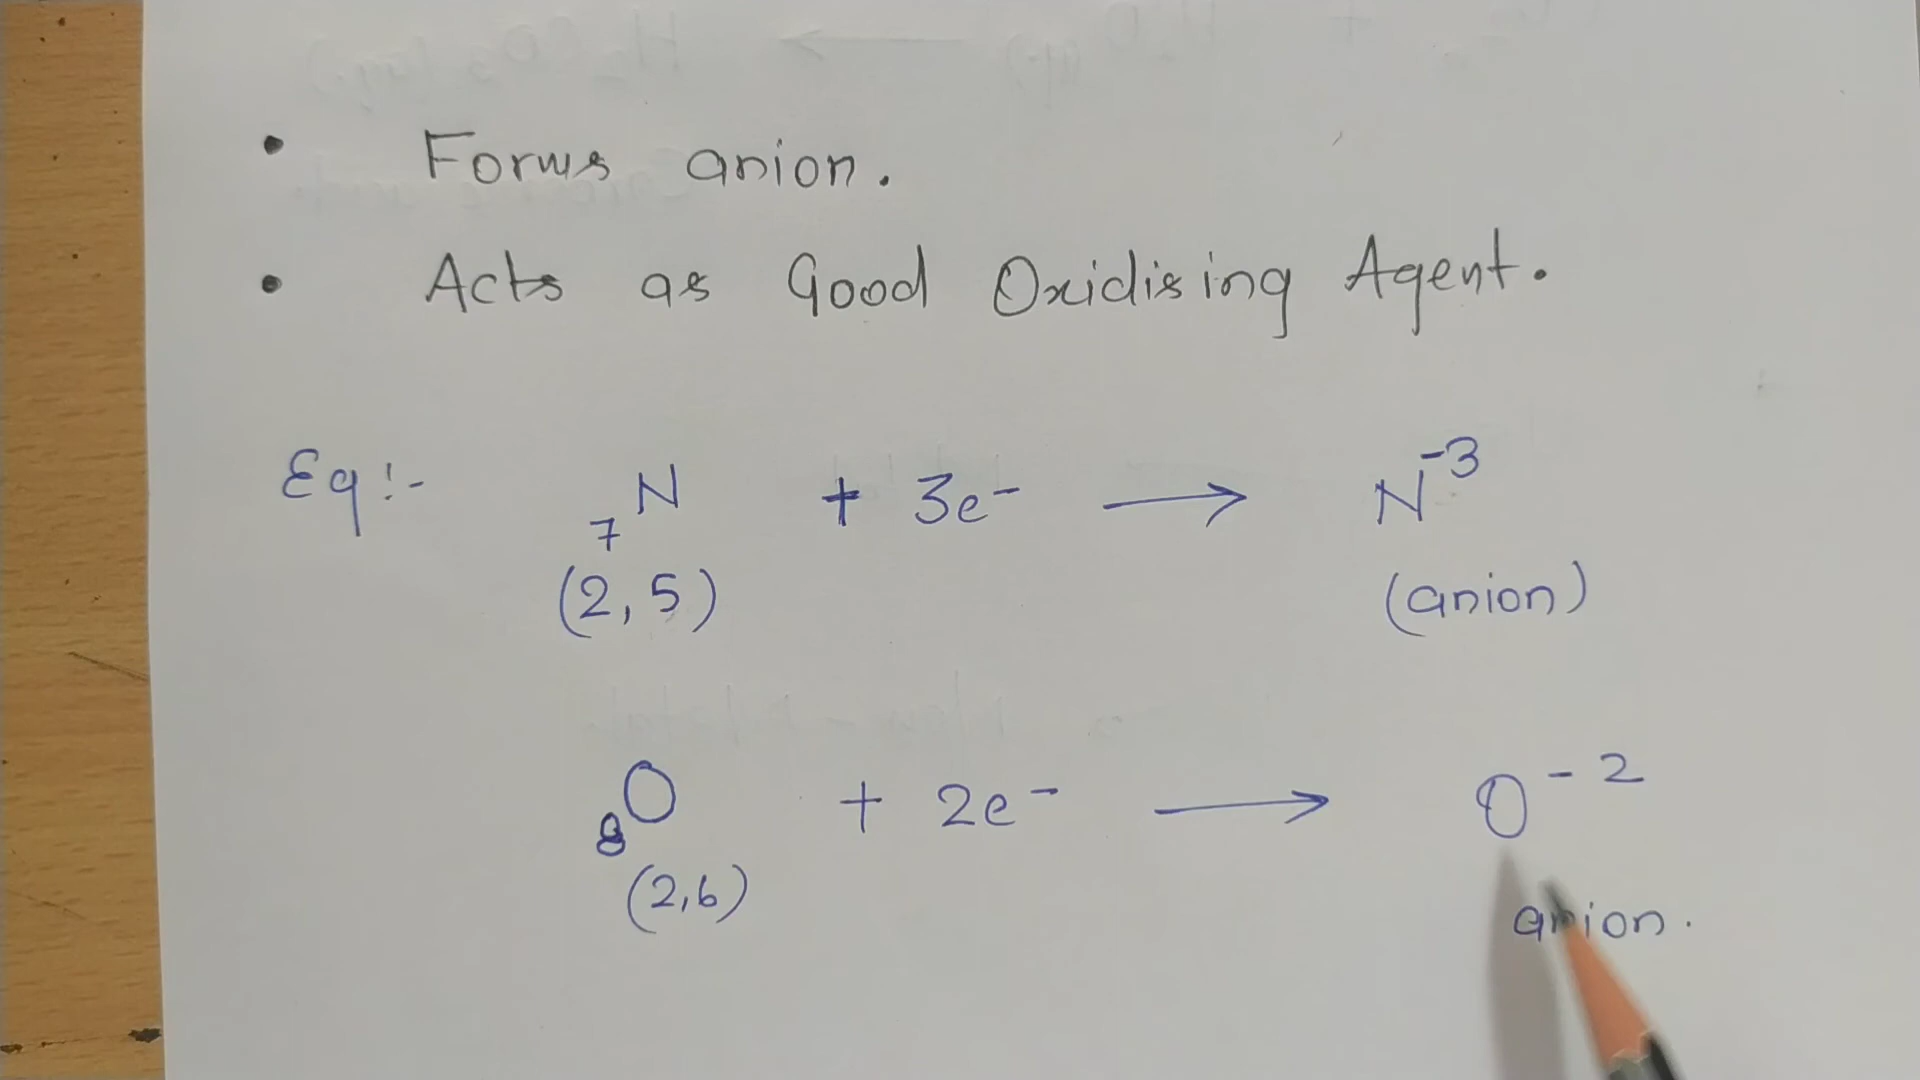 • Forms anion.
• Acts as Good Oxidising Agent.
Eg:- ₇N + 3e⁻ → N⁻³
(2,5) (anion)
₈O + 2e⁻ → O⁻²
(2,6) anion.